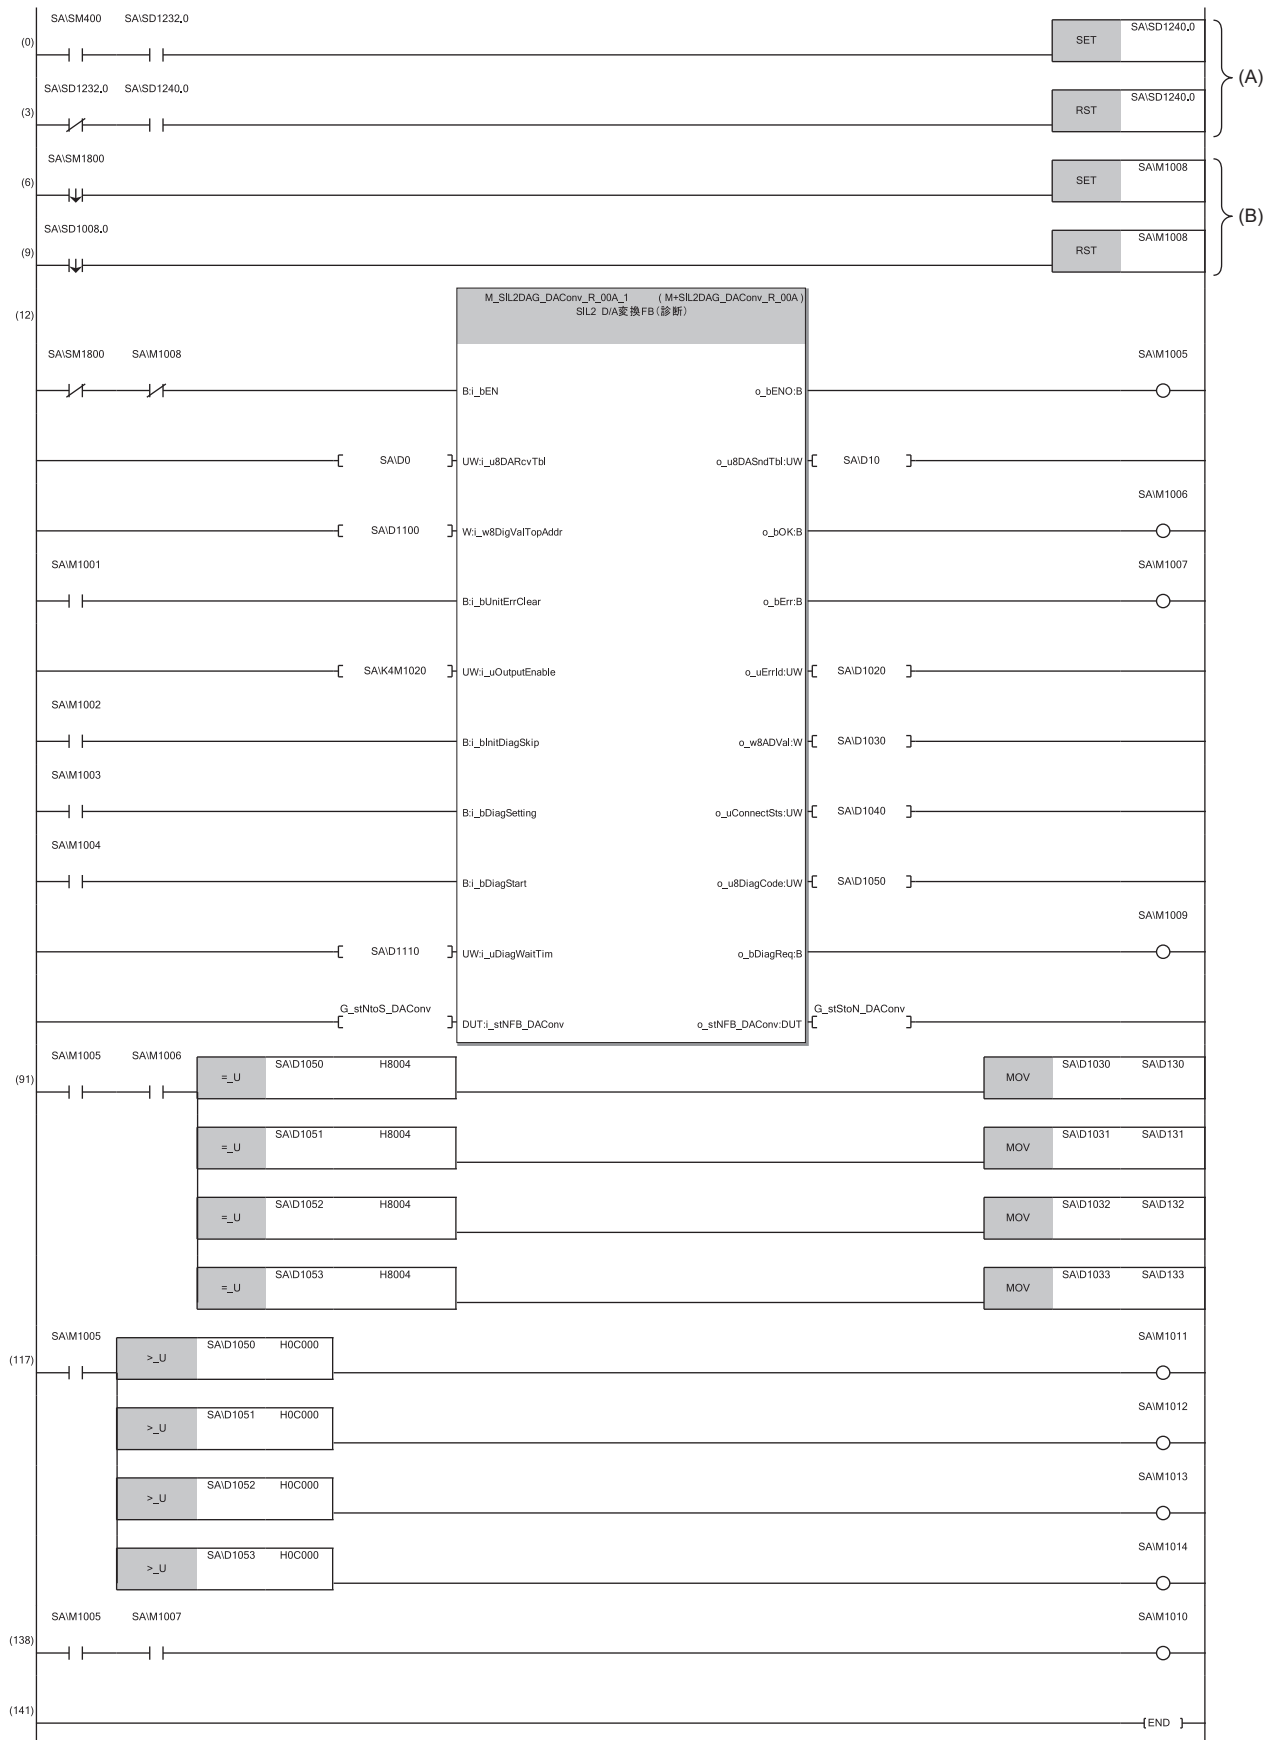 SA\SM400 SA\SD1232.0
(0) SET SA\SD1240.0
(A)
SA\SD1232.0 SA\SD1240.0
(3) RST SA\SD1240.0
SA\SM1800
(6) SET SA\M1008
(B)
SA\SD1008.0
(9) RST SA\M1008
(12) M_SIL2DAG_DAConv_R_00A_1 (M+SIL2DAG_DAConv_R_00A)
SIL2 D/A変換FB(診断)
SA\SM1800 SA\M1008 SA\M1005
B:i_bEN o_bENO:B
SA\D0 UW:i_u8DARcvTbl o_u8DASndTbl:UW SA\D10
SA\M1006
SA\D1100 W:i_w8DigValTopAddr o_bOK:B
SA\M1001 SA\M1007
B:i_bUnitErrClear o_bErr:B
SA\K4M1020 UW:i_uOutputEnable o_uErrId:UW SA\D1020
SA\M1002
B:i_bInitDiagSkip o_w8ADVal:W SA\D1030
SA\M1003
B:i_bDiagSetting o_uConnectSts:UW SA\D1040
SA\M1004
B:i_bDiagStart o_u8DiagCode:UW SA\D1050
SA\M1009
SA\D1110 UW:i_uDiagWaitTim o_bDiagReq:B
G_stNtoS_DAConv DUT:i_stNFB_DAConv o_stNFB_DAConv:DUT G_stStoN_DAConv
SA\M1005 SA\M1006
(91) =_U SA\D1050 H8004 MOV SA\D1030 SA\D130
=_U SA\D1051 H8004 MOV SA\D1031 SA\D131
=_U SA\D1052 H8004 MOV SA\D1032 SA\D132
=_U SA\D1053 H8004 MOV SA\D1033 SA\D133
SA\M1005 SA\M1011
(117) >_U SA\D1050 H0C000
SA\M1012
>_U SA\D1051 H0C000
SA\M1013
>_U SA\D1052 H0C000
SA\M1014
>_U SA\D1053 H0C000
SA\M1005 SA\M1007 SA\M1010
(138)
(141) END